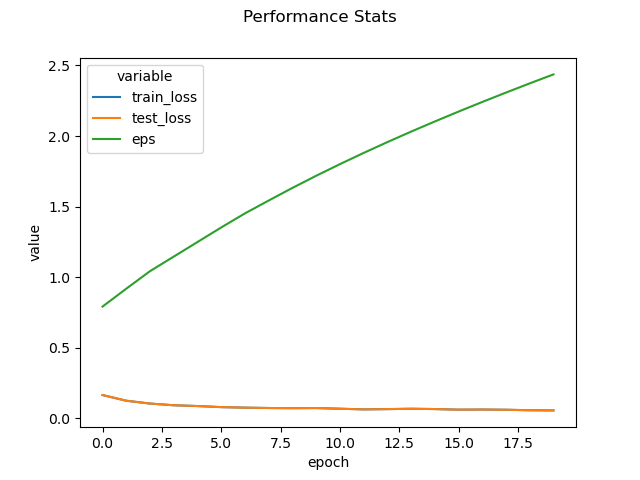 Performance Stats
variable
train_loss
test_loss
eps
value
2.5
2.0
1.5
1.0
0.5
0.0
0.0 2.5 5.0 7.5 10.0 12.5 15.0 17.5
epoch